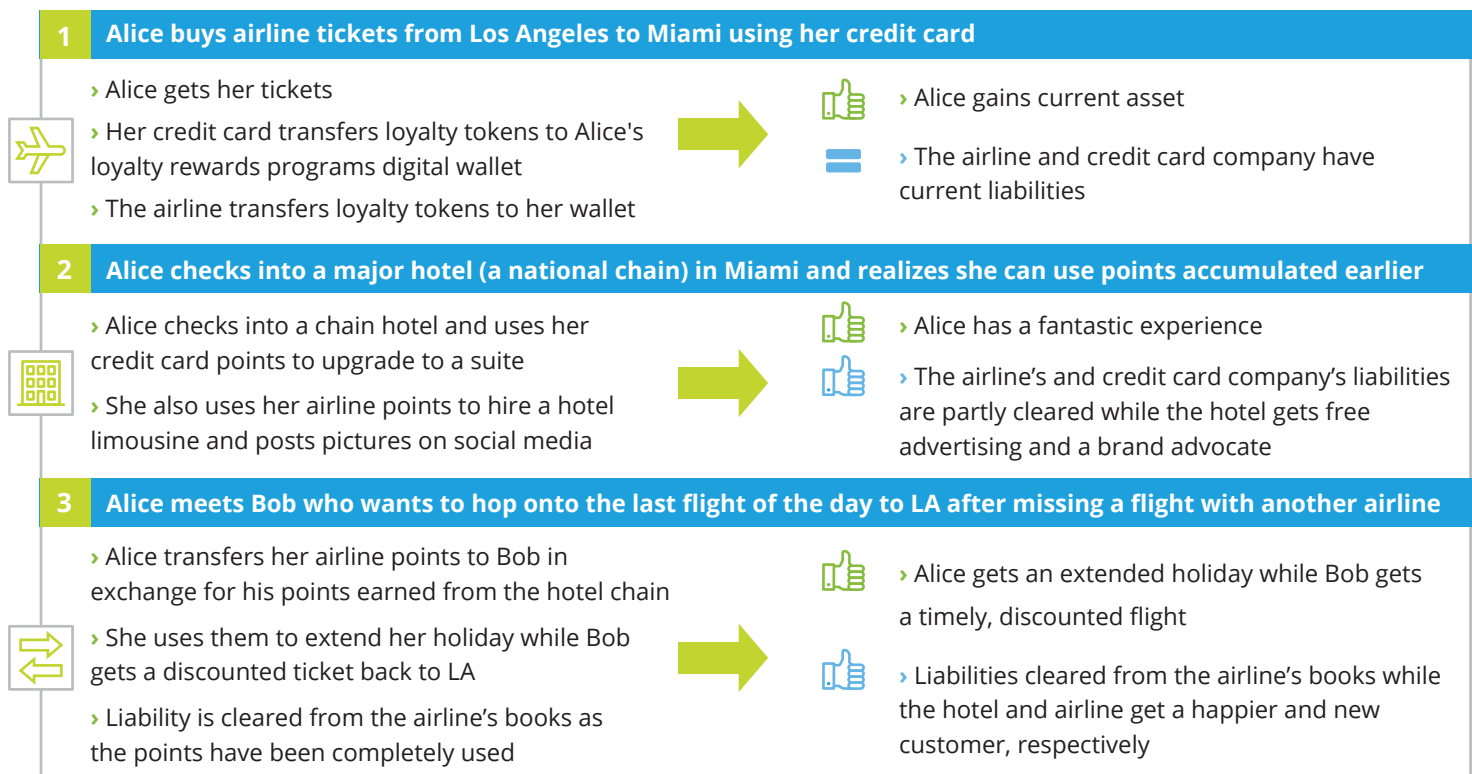 1 Alice buys airline tickets from Los Angeles to Miami using her credit card
› Alice gets her tickets
› Her credit card transfers loyalty tokens to Alice's
loyalty rewards programs digital wallet
› The airline transfers loyalty tokens to her wallet
› Alice gains current asset
› The airline and credit card company have
current liabilities
2 Alice checks into a major hotel (a national chain) in Miami and realizes she can use points accumulated earlier
› Alice checks into a chain hotel and uses her
credit card points to upgrade to a suite
› She also uses her airline points to hire a hotel
limousine and posts pictures on social media
› Alice has a fantastic experience
› The airline’s and credit card company’s liabilities
are partly cleared while the hotel gets free
advertising and a brand advocate
3 Alice meets Bob who wants to hop onto the last flight of the day to LA after missing a flight with another airline
› Alice transfers her airline points to Bob in
exchange for his points earned from the hotel chain
› She uses them to extend her holiday while Bob
gets a discounted ticket back to LA
› Liability is cleared from the airline’s books as
the points have been completely used
› Alice gets an extended holiday while Bob gets
a timely, discounted flight
› Liabilities cleared from the airline’s books while
the hotel and airline get a happier and new
customer, respectively